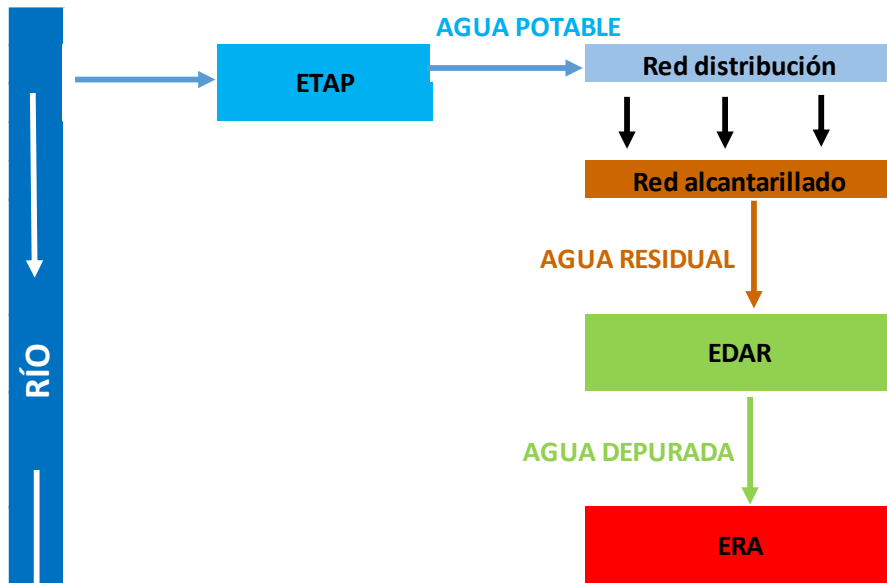 AGUA POTABLE
ETAP
Red distribución
Red alcantarillado
AGUA RESIDUAL
RÍO
EDAR
AGUA DEPURADA
ERA